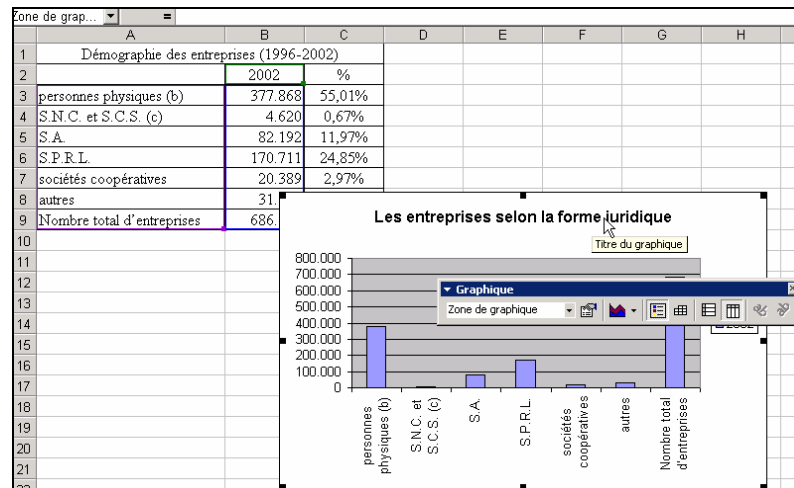 Zone de grap... =
A B C D E F G H
1 Démographie des entreprises (1996-2002)
2 2002 %
3 personnes physiques (b) 377.868 55,01%
4 S.N.C. et S.C.S. (c) 4.620 0,67%
5 S.A. 82.192 11,97%
6 S.P.R.L. 170.711 24,85%
7 sociétés coopératives 20.389 2,97%
8 autres 31.
9 Nombre total d'entreprises 686.
10
11
12
13
14
15
16
17
18
19
20
21
Les entreprises selon la forme juridique
Titre du graphique
800.000
700.000
600.000
500.000
400.000
300.000
200.000
100.000
0
Graphique
Zone de graphique
personnes
physiques (b)
S.N.C. et
S.C.S. (c)
S.A.
S.P.R.L.
sociétés
coopératives
autres
Nombre total
d'entreprises